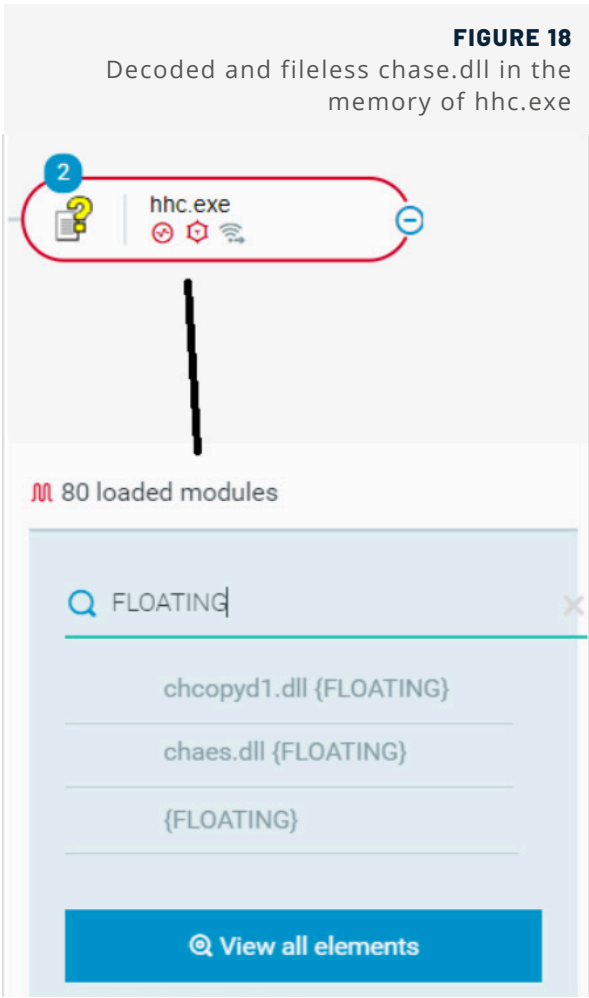 FIGURE 18
Decoded and fileless chase.dll in the
memory of hhc.exe
2
hhc.exe
80 loaded modules
FLOATING
chcopyd1.dll {FLOATING}
chaes.dll {FLOATING}
{FLOATING}
View all elements